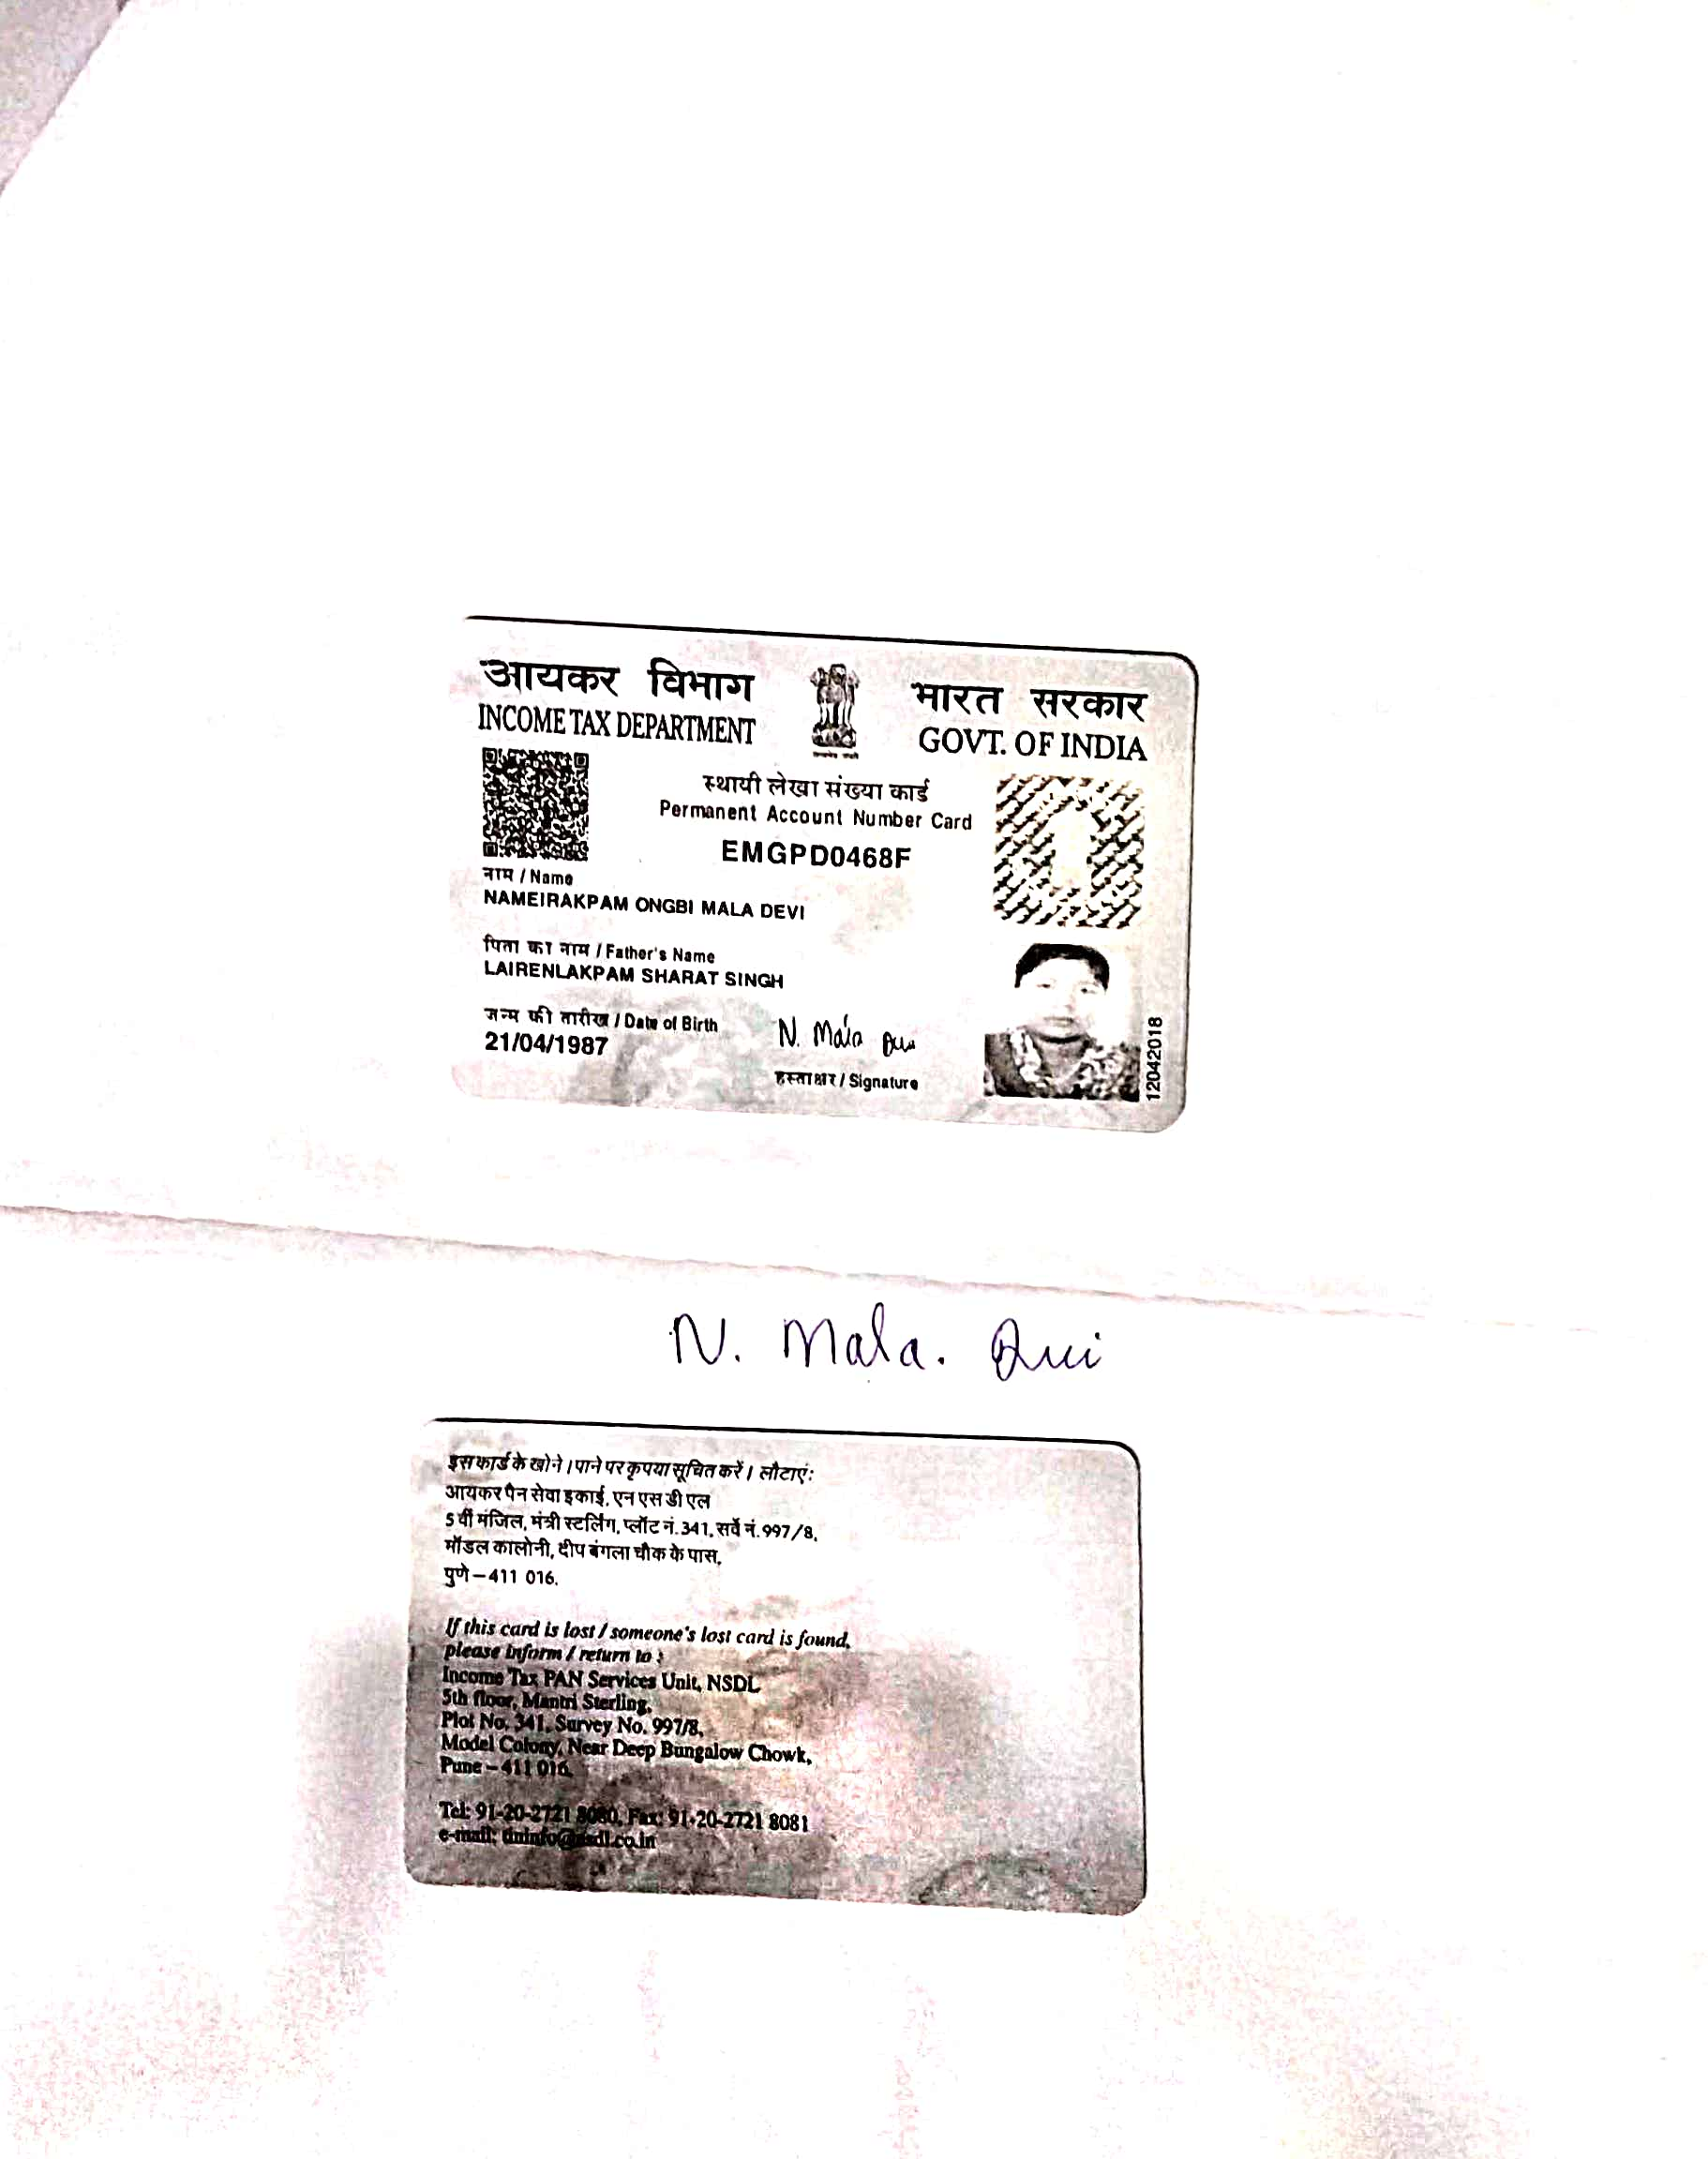 आयकर विभाग
INCOME TAX DEPARTMENT
भारत सरकार
GOVT. OF INDIA
स्थायी लेखा संख्या कार्ड
Permanent Account Number Card
EMGPD0468F
नाम / Name
NAMEIRAKPAM ONGBI MALA DEVI
पिता का नाम / Father's Name
LAIRENLAKPAM SHARAT SINGH
जन्म की तारीख / Date of Birth
21/04/1987
N. Mala Devi
हस्ताक्षर / Signature
12042018
N. Mala. Devi
इस कार्ड के खोने / पाने पर कृपया सूचित करें / लौटाएं:
आयकर पैन सेवा इकाई, एन एस डी एल
5 वीं मंजिल, मंत्री स्टर्लिंग, प्लॉट नं. 341, सर्वे नं. 997/8,
मॉडल कालोनी, दीप बंगला चौक के पास,
पुणे – 411 016.
If this card is lost / someone's lost card is found,
please inform / return to :
Income Tax PAN Services Unit, NSDL
5th floor, Mantri Sterling,
Plot No. 341, Survey No. 997/8,
Model Colony, Near Deep Bungalow Chowk,
Pune – 411 016.
Tel: 91-20-2721 8080, Fax: 91-20-2721 8081
e-mail: tininfo@nsdl.co.in